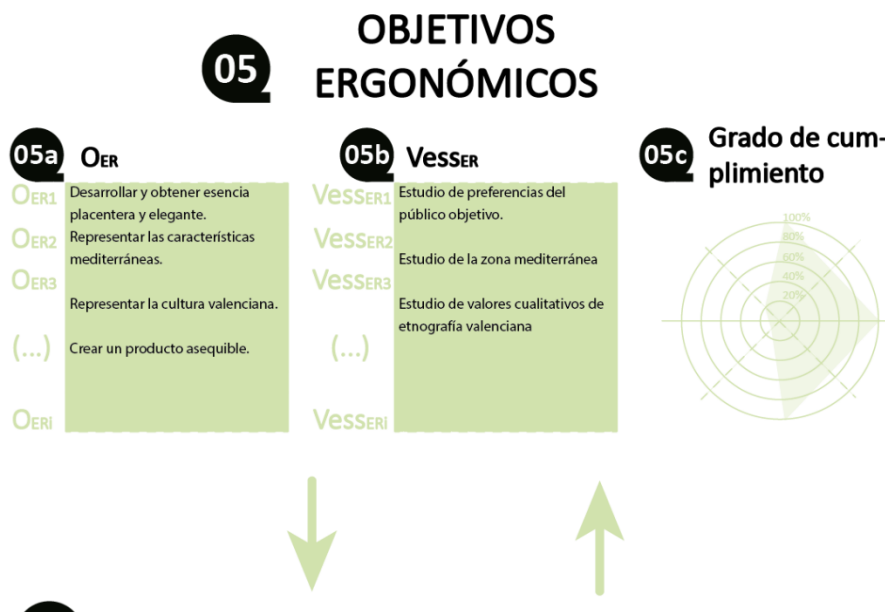 05
OBJETIVOS
ERGONÓMICOS
05a OER
OER1 Desarrollar y obtener esencia
placentera y elegante.
OER2 Representar las características
mediterráneas.
OER3
Representar la cultura valenciana.
(...) Crear un producto asequible.
OERi
05b VessER
VessER1 Estudio de preferencias del
público objetivo.
VessER2
Estudio de la zona mediterránea
VessER3
Estudio de valores cualitativos de
etnografía valenciana
(...)
VessERi
05c Grado de cum-
plimiento
100%
80%
60%
40%
20%